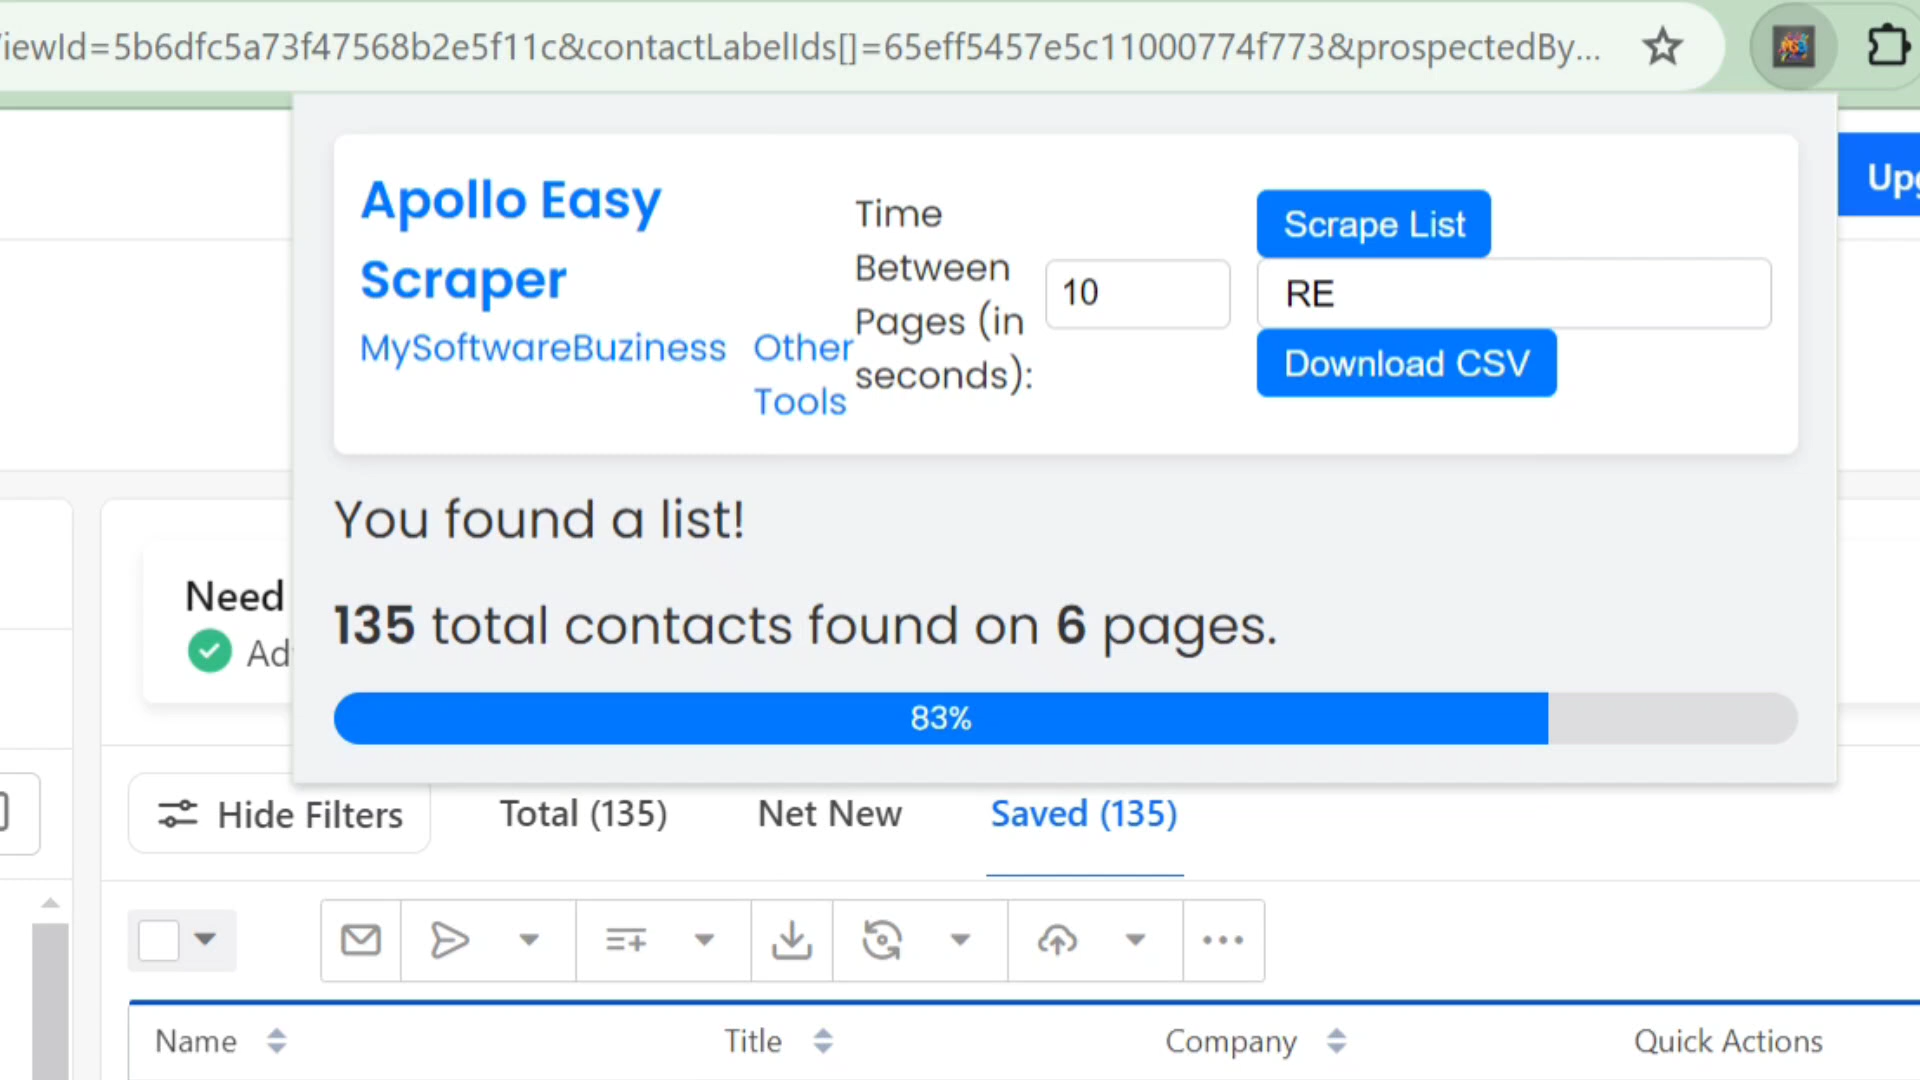 iewId=5b6dfc5a73f47568b2e5f11c&contactLabelIds[]=65eff5457e5c11000774f773&prospectedBy...
Upg
Apollo Easy
Scraper
MySoftwareBuziness
Other
Tools
Time
Between
Pages (in
seconds):
10
Scrape List
RE
Download CSV
You found a list!
135 total contacts found on 6 pages.
83%
Need
Ad
Hide Filters
Total (135)
Net New
Saved (135)
Name
Title
Company
Quick Actions